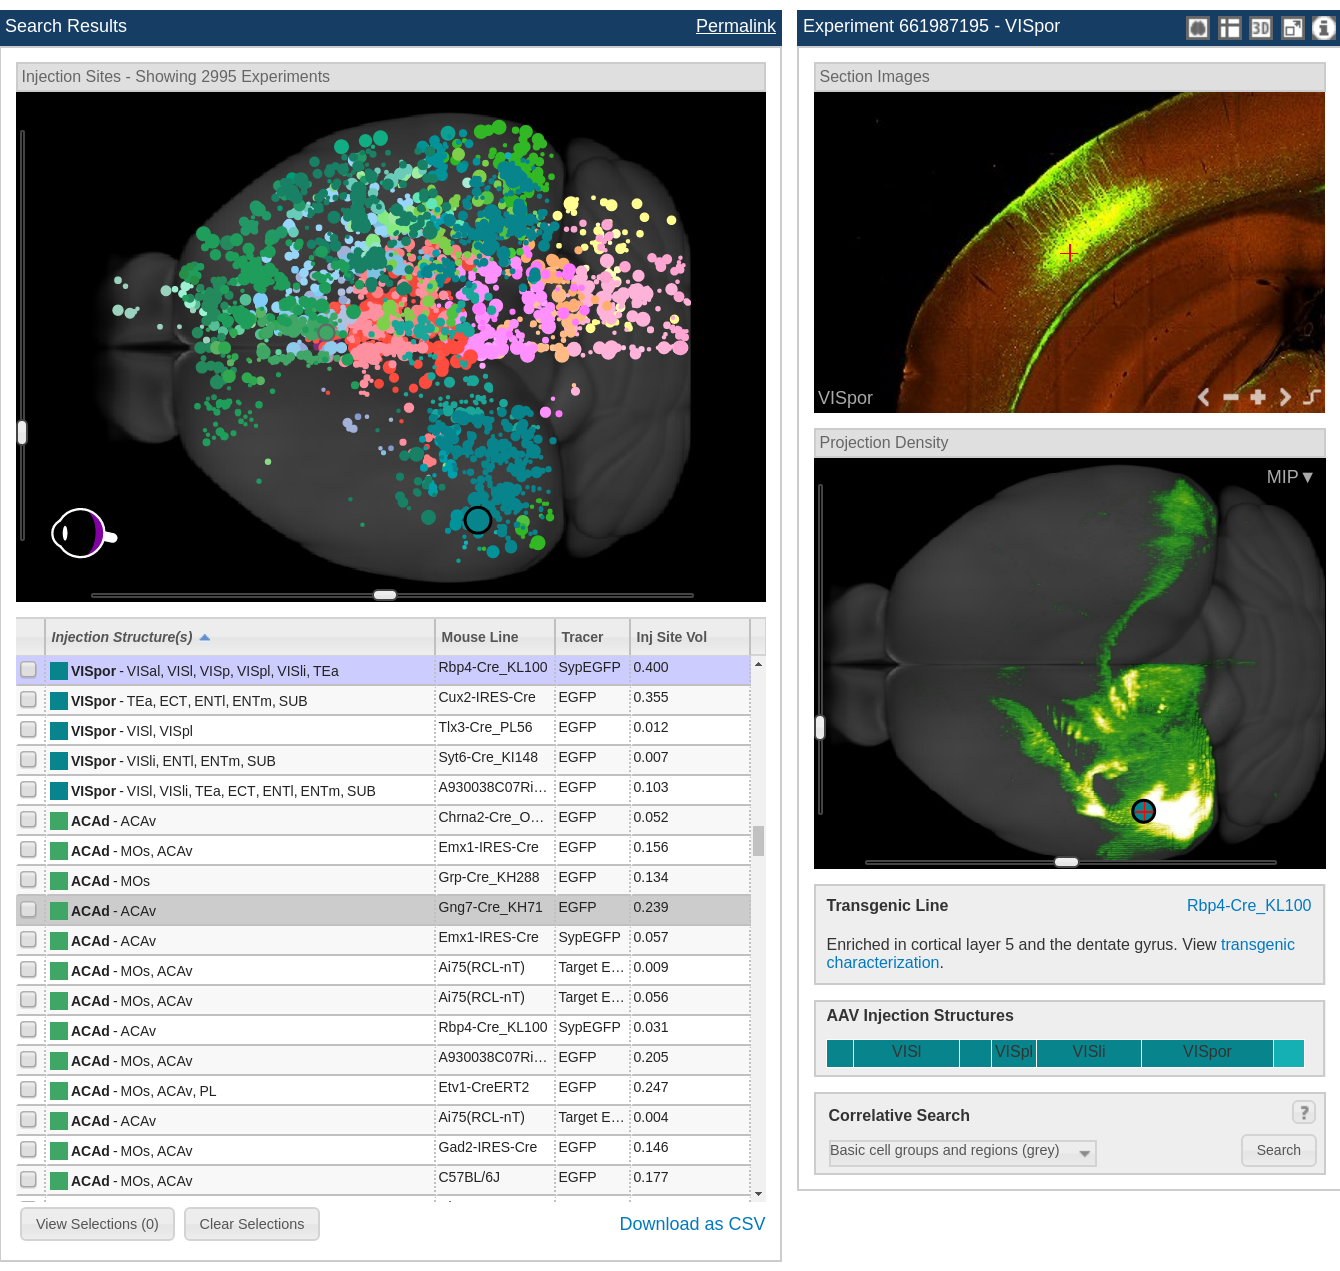 Search Results
Permalink
Injection Sites - Showing 2995 Experiments
Injection Structure(s)
Mouse Line
Tracer
Inj Site Vol
VISpor - VISal, VISl, VISp, VISpl, VISli, TEa
Rbp4-Cre_KL100
SypEGFP
0.400
VISpor - TEa, ECT, ENTl, ENTm, SUB
Cux2-IRES-Cre
EGFP
0.355
VISpor - VISl, VISpl
Tlx3-Cre_PL56
EGFP
0.012
VISpor - VISli, ENTl, ENTm, SUB
Syt6-Cre_KI148
EGFP
0.007
VISpor - VISl, VISli, TEa, ECT, ENTl, ENTm, SUB
A930038C07Ri...
EGFP
0.103
ACAd - ACAv
Chrna2-Cre_O...
EGFP
0.052
ACAd - MOs, ACAv
Emx1-IRES-Cre
EGFP
0.156
ACAd - MOs
Grp-Cre_KH288
EGFP
0.134
ACAd - ACAv
Gng7-Cre_KH71
EGFP
0.239
ACAd - ACAv
Emx1-IRES-Cre
SypEGFP
0.057
ACAd - MOs, ACAv
Ai75(RCL-nT)
Target E...
0.009
ACAd - MOs, ACAv
Ai75(RCL-nT)
Target E...
0.056
ACAd - ACAv
Rbp4-Cre_KL100
SypEGFP
0.031
ACAd - MOs, ACAv
A930038C07Ri...
EGFP
0.205
ACAd - MOs, ACAv, PL
Etv1-CreERT2
EGFP
0.247
ACAd - ACAv
Ai75(RCL-nT)
Target E...
0.004
ACAd - MOs, ACAv
Gad2-IRES-Cre
EGFP
0.146
ACAd - MOs, ACAv
C57BL/6J
EGFP
0.177
View Selections (0)
Clear Selections
Download as CSV
Experiment 661987195 - VISpor
3D
Section Images
VISpor
Projection Density
MIP ▼
Transgenic Line
Rbp4-Cre_KL100
Enriched in cortical layer 5 and the dentate gyrus. View transgenic
characterization.
AAV Injection Structures
VISl
VISpl
VISli
VISpor
Correlative Search
?
Basic cell groups and regions (grey)
Search